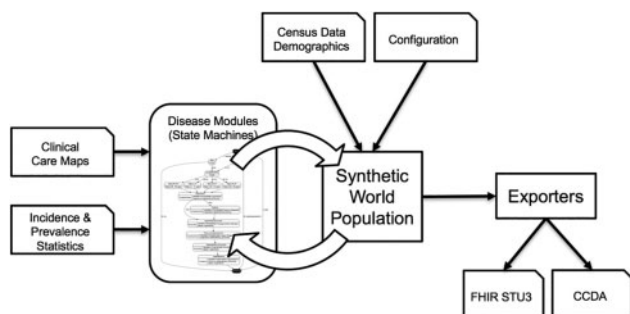 Census Data
Demographics
Configuration
Disease Modules
(State Machines)
Clinical
Care Maps
Incidence &
Prevalence
Statistics
Synthetic
World
Population
Exporters
FHIR STU3
CCDA